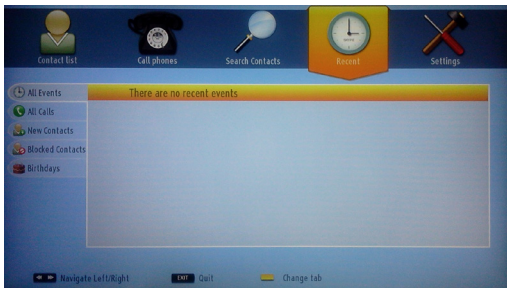 Contact list
Call phones
Search Contacts
Recent
Settings
All Events
There are no recent events
All Calls
New Contacts
Blocked Contacts
Birthdays
Navigate Left/Right
EXIT Quit
Change tab